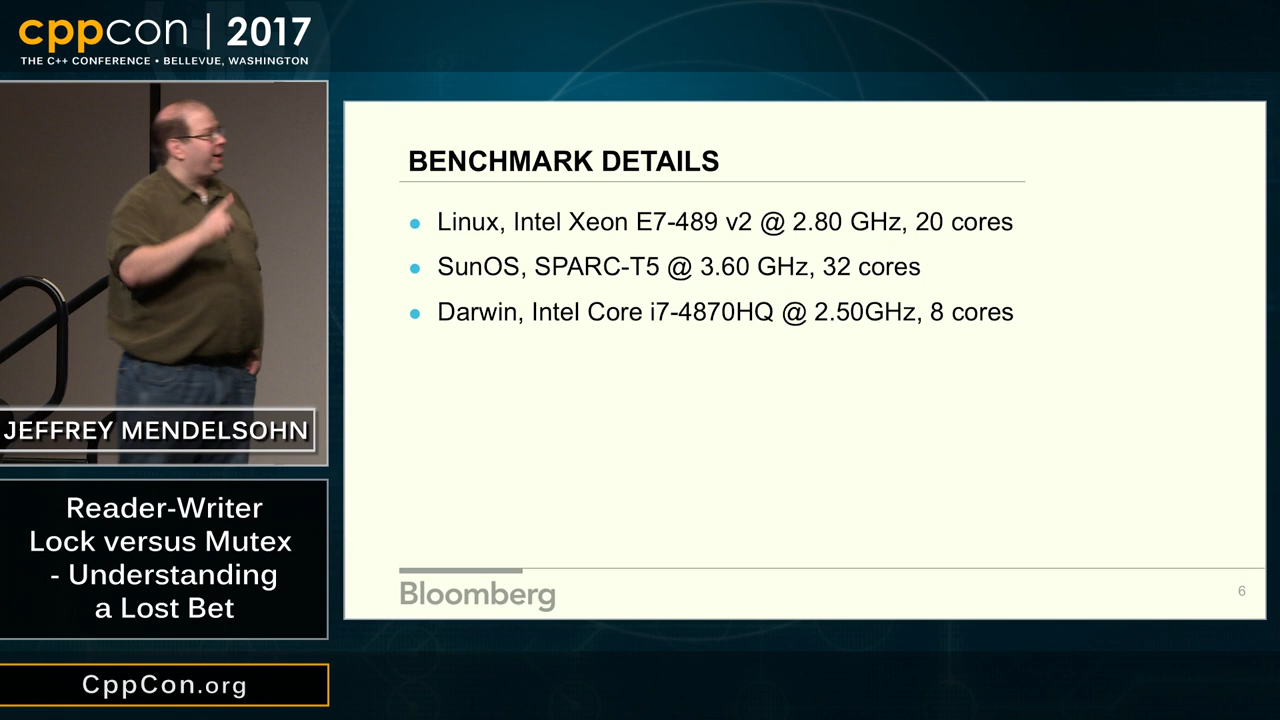 cppcon | 2017
THE C++ CONFERENCE • BELLEVUE, WASHINGTON
BENCHMARK DETAILS
• Linux, Intel Xeon E7-489 v2 @ 2.80 GHz, 20 cores
• SunOS, SPARC-T5 @ 3.60 GHz, 32 cores
• Darwin, Intel Core i7-4870HQ @ 2.50GHz, 8 cores
JEFFREY MENDELSOHN
Reader-Writer
Lock versus Mutex
- Understanding
a Lost Bet
Bloomberg
6
CppCon.org